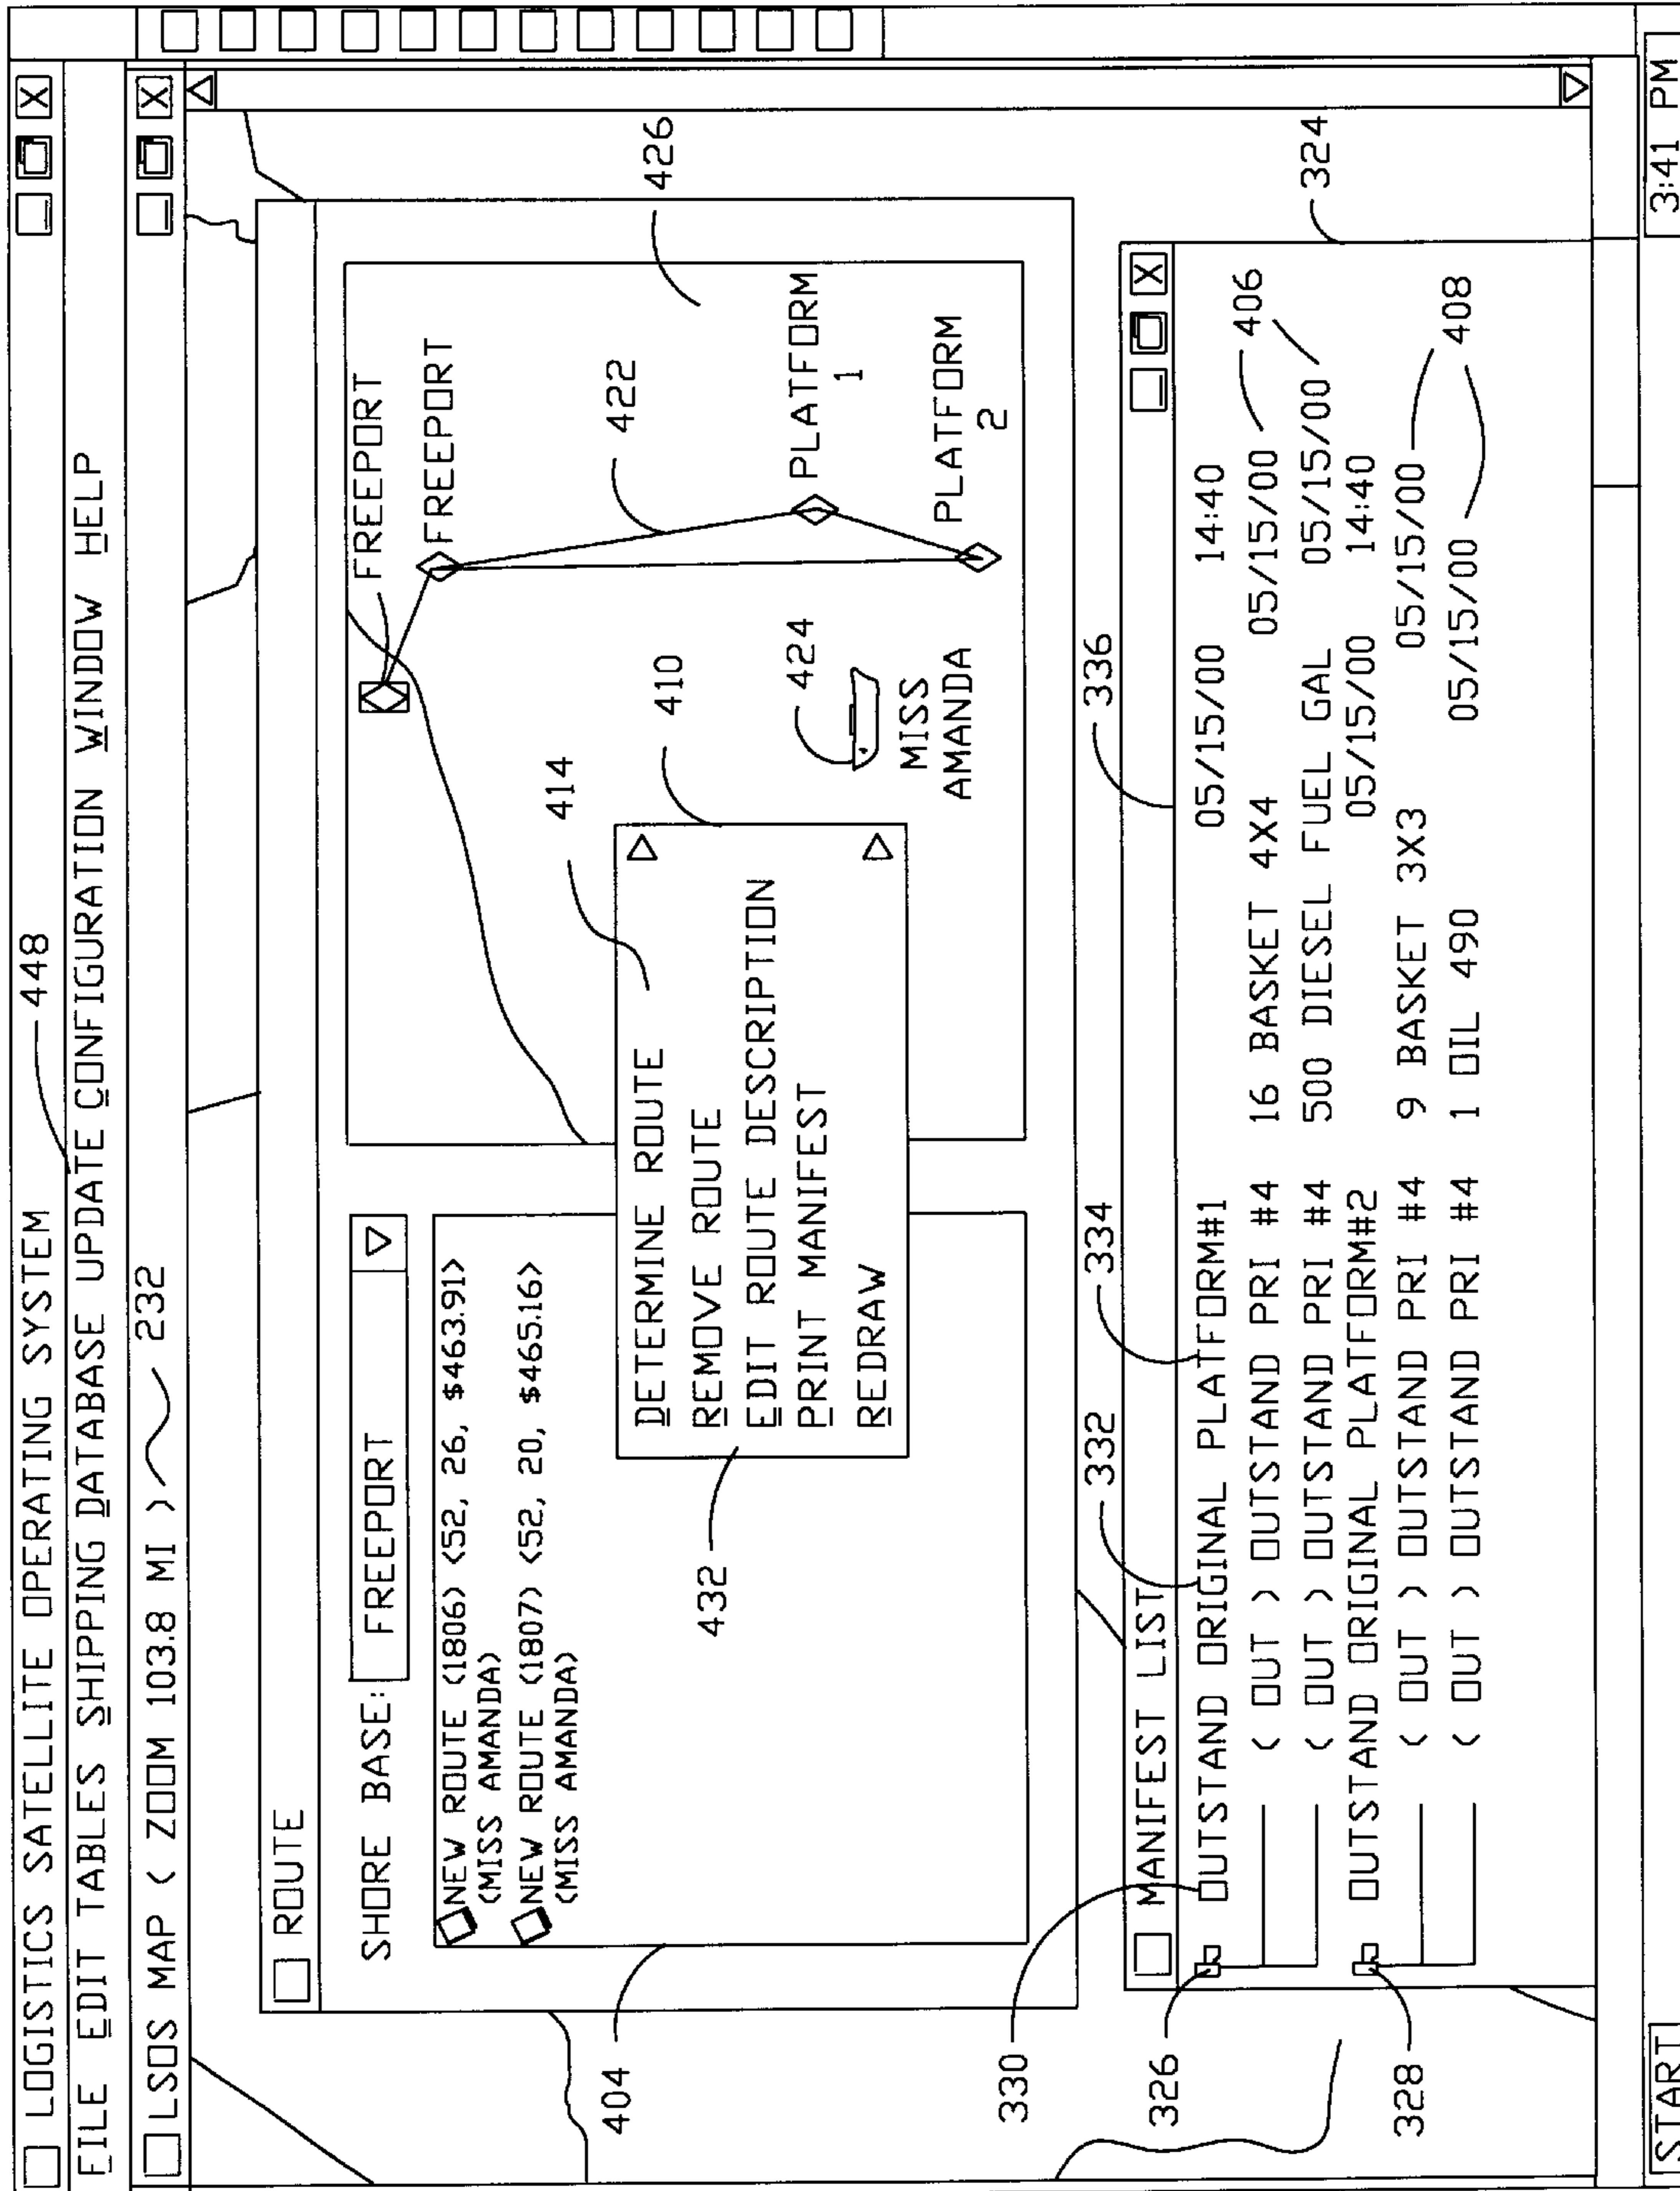 LOGISTICS SATELLITE OPERATING SYSTEM
448
X
FILE EDIT TABLES SHIPPING DATABASE UPDATE CONFIGURATION WINDOW HELP
LSOS MAP ( ZOOM 103.8 MI )
232
X
ROUTE
SHORE BASE: FREEPORT
NEW ROUTE (1806) <52, 26, $463.91>
(MISS AMANDA)
NEW ROUTE (1807) <52, 20, $465.16>
(MISS AMANDA)
404
432
DETERMINE ROUTE
REMOVE ROUTE
EDIT ROUTE DESCRIPTION
PRINT MANIFEST
REDRAW
414
410
FREEPORT
FREEPORT
422
426
PLATFORM
1
424
MISS
AMANDA
PLATFORM
2
330
332
334
336
MANIFEST LIST
X
326
OUTSTAND ORIGINAL PLATFORM#1 05/15/00 14:40
( OUT ) OUTSTAND PRI #4 16 BASKET 4X4 05/15/00
406
( OUT ) OUTSTAND PRI #4 500 DIESEL FUEL GAL 05/15/00
324
328
OUTSTAND ORIGINAL PLATFORM#2 05/15/00 14:40
( OUT ) OUTSTAND PRI #4 9 BASKET 3X3 05/15/00
408
( OUT ) OUTSTAND PRI #4 1 OIL 490 05/15/00
START
3:41 PM